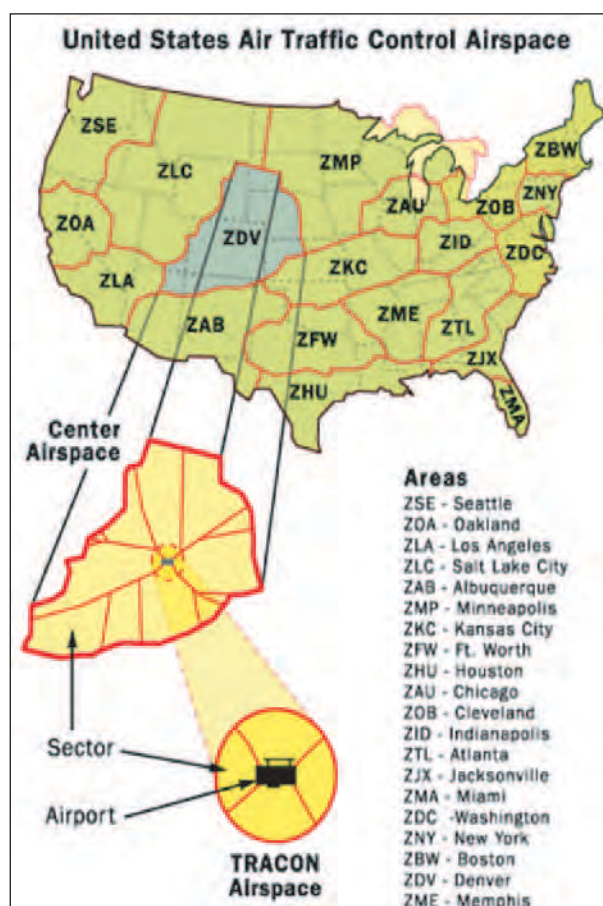 United States Air Traffic Control Airspace
ZSE
ZBW
ZLC
ZMP
ZNY
ZAU
ZOB
ZOA
ZDV
ZID
ZDC
ZKC
ZLA
ZME
ZAB
ZFW
ZTL
ZJX
ZHU
ZMA
Center
Airspace
Areas
ZSE - Seattle
ZOA - Oakland
ZLA - Los Angeles
ZLC - Salt Lake City
ZAB - Albuquerque
ZMP - Minneapolis
ZKC - Kansas City
ZFW - Ft. Worth
ZHU - Houston
ZAU - Chicago
ZOB - Cleveland
ZID - Indianapolis
ZTL - Atlanta
ZJX - Jacksonville
ZMA - Miami
ZDC -Washington
ZNY - New York
ZBW - Boston
ZDV - Denver
ZME - Memphis
Sector
Airport
TRACON
Airspace